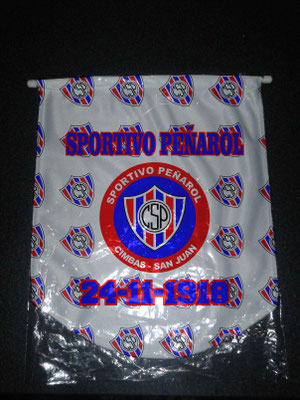 SPORTIVO PEÑAROL
SPORTIVO PEÑAROL
CSP
CIMBAS - SAN JUAN
24-11-1918